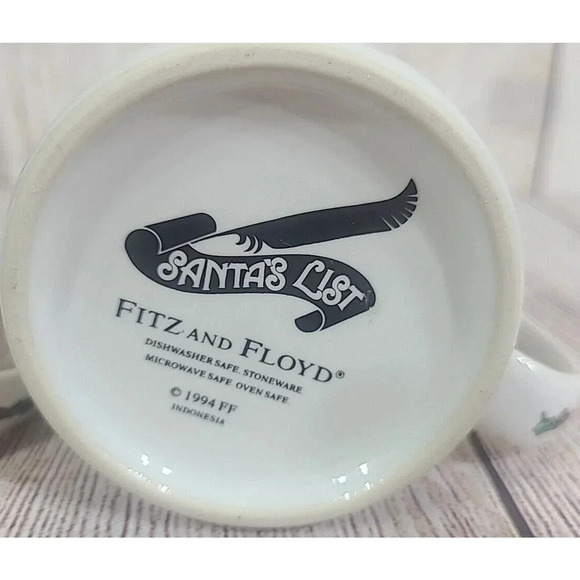 SANTA'S LIST
FITZ AND FLOYD®
DISHWASHER SAFE. STONEWARE
MICROWAVE SAFE. OVEN SAFE
© 1994 FF
INDONESIA